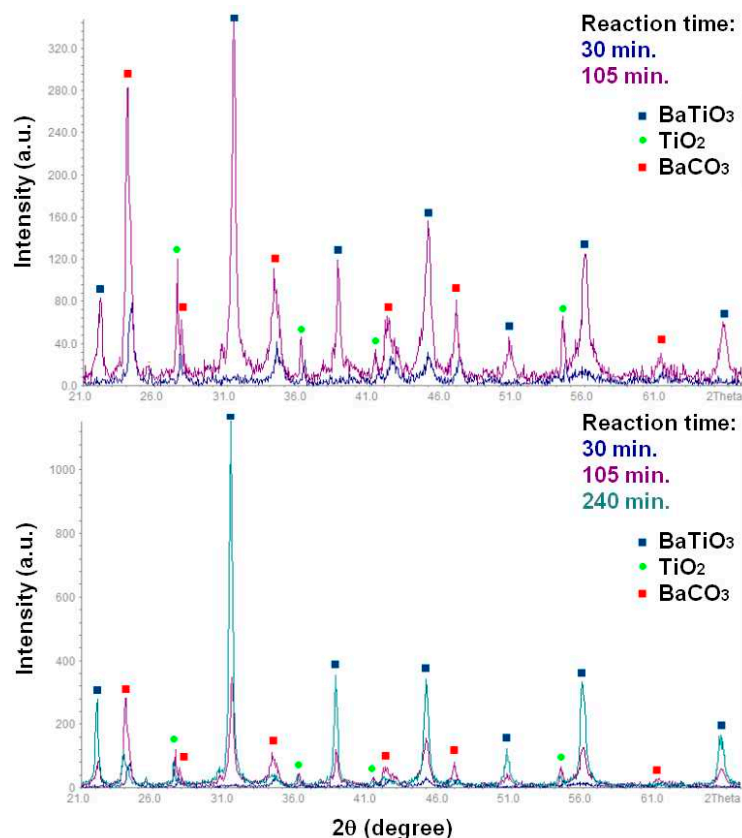 Reaction time:
30 min.
105 min.
BaTiO3
TiO2
BaCO3
Intensity (a.u.)
320.0
280.0
240.0
200.0
160.0
120.0
80.0
40.0
0.0
21.0 26.0 31.0 36.0 41.0 46.0 51.0 56.0 61.0 2Theta
Reaction time:
30 min.
105 min.
240 min.
BaTiO3
TiO2
BaCO3
Intensity (a.u.)
1000
800
600
400
200
0
21.0 26.0 31.0 36.0 41.0 46.0 51.0 56.0 61.0 2Theta
2θ (degree)